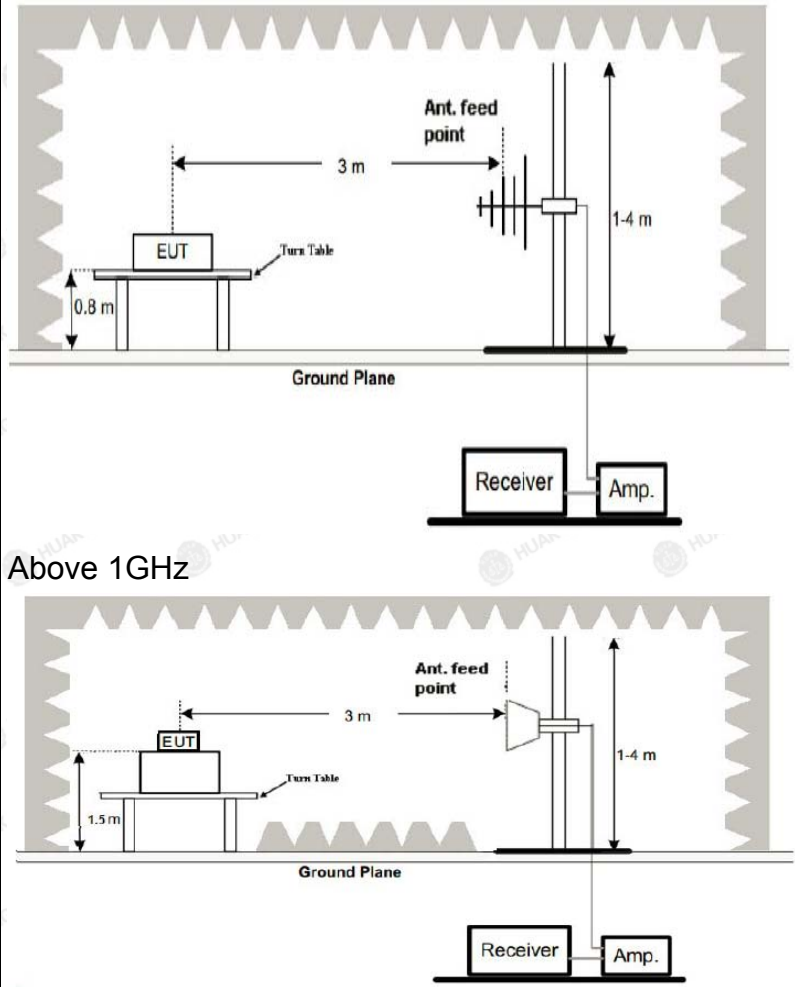 Ant. feed
point
3 m
1-4 m
EUT
Turn Table
0.8 m
Ground Plane
Receiver
Amp.
HUAK
Above 1GHz
Ant. feed
point
3 m
EUT
1-4 m
Turn Table
1.5 m
Ground Plane
Receiver
Amp.